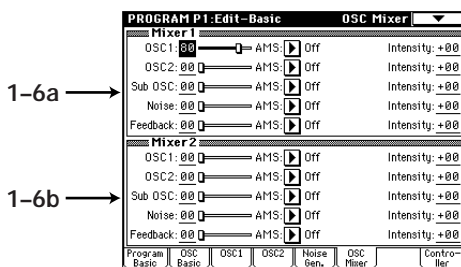 PROGRAM P1:Edit-Basic OSC Mixer
Mixer1
OSC1:80 AMS: Off Intensity:+00
OSC2:00 AMS: Off Intensity:+00
Sub OSC:00 AMS: Off Intensity:+00
Noise:00 AMS: Off Intensity:+00
Feedback:00 AMS: Off Intensity:+00
1–6a
Mixer2
OSC1:00 AMS: Off Intensity:+00
OSC2:00 AMS: Off Intensity:+00
Sub OSC:00 AMS: Off Intensity:+00
Noise:00 AMS: Off Intensity:+00
Feedback:00 AMS: Off Intensity:+00
1–6b
Program Basic OSC Basic OSC1 OSC2 Noise Gen. OSC Mixer Contro- ller